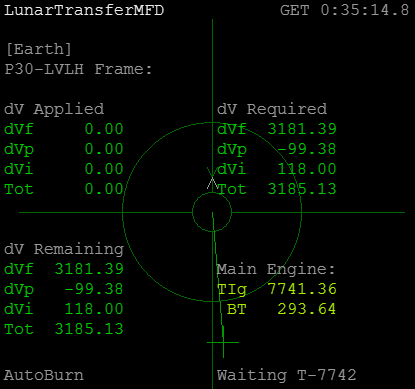 LunarTransferMFD GET 0:35:14.8
[Earth]
P30-LVLH Frame:
dV Applied dV Required
dVf 0.00 dVf 3181.39
dVp 0.00 dVp -99.38
dVi 0.00 dVi 118.00
Tot 0.00 Tot 3185.13
dV Remaining
dVf 3181.39 Main Engine:
dVp -99.38 TIg 7741.36
dVi 118.00 BT 293.64
Tot 3185.13
AutoBurn Waiting T-7742